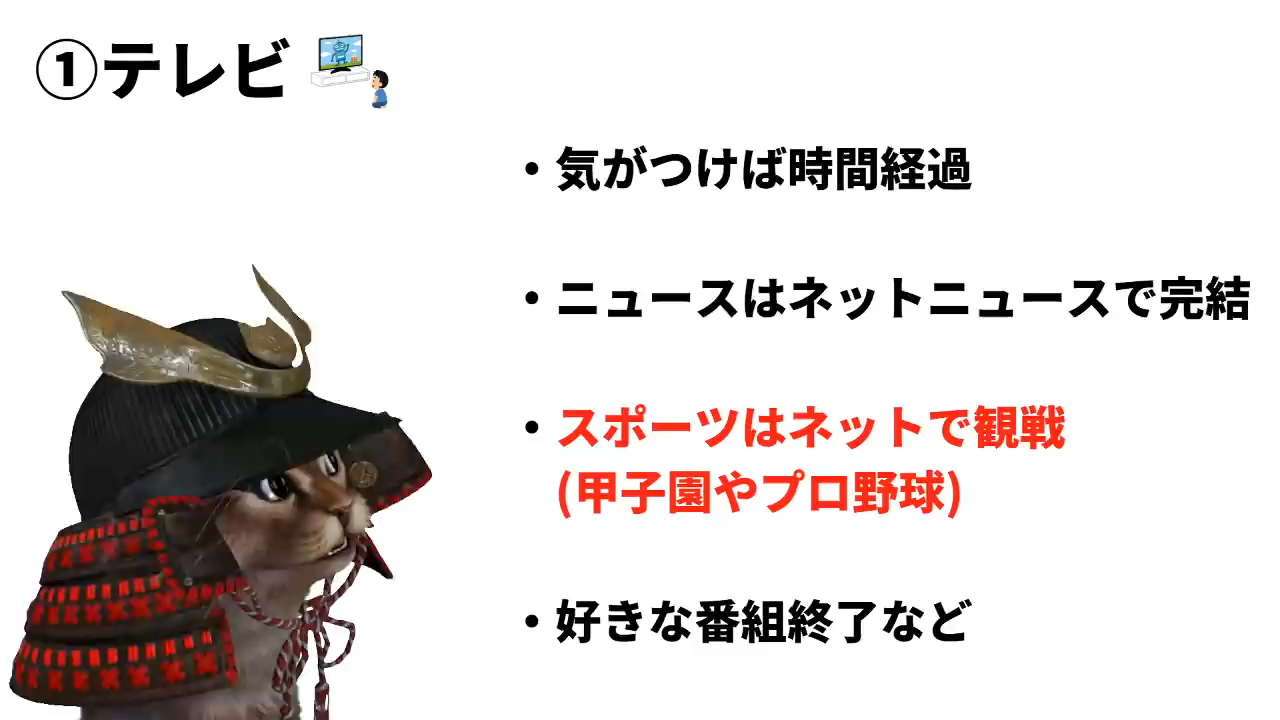 ①テレビ
・気がつけば時間経過
・ニュースはネットニュースで完結
・スポーツはネットで観戦
(甲子園やプロ野球)
・好きな番組終了など